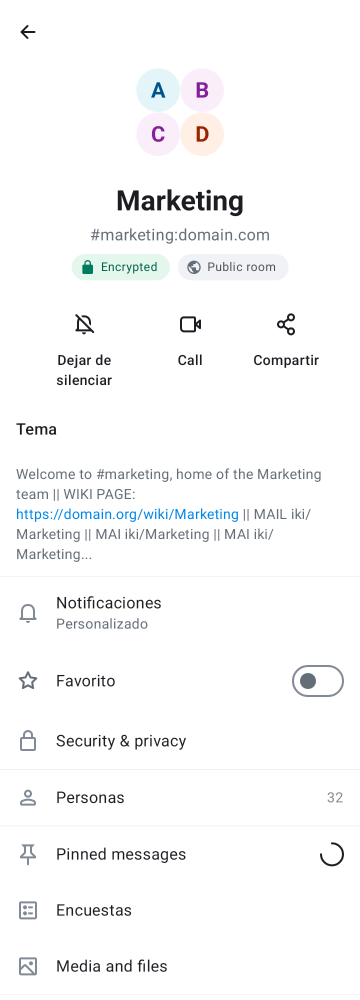 A B
C D
Marketing
#marketing:domain.com
Encrypted Public room
Dejar de silenciar Call Compartir
Tema
Welcome to #marketing, home of the Marketing
team || WIKI PAGE:
https://domain.org/wiki/Marketing || MAIL iki/
Marketing || MAI iki/Marketing || MAI iki/
Marketing...
Notificaciones
Personalizado
Favorito
Security & privacy
Personas 32
Pinned messages
Encuestas
Media and files